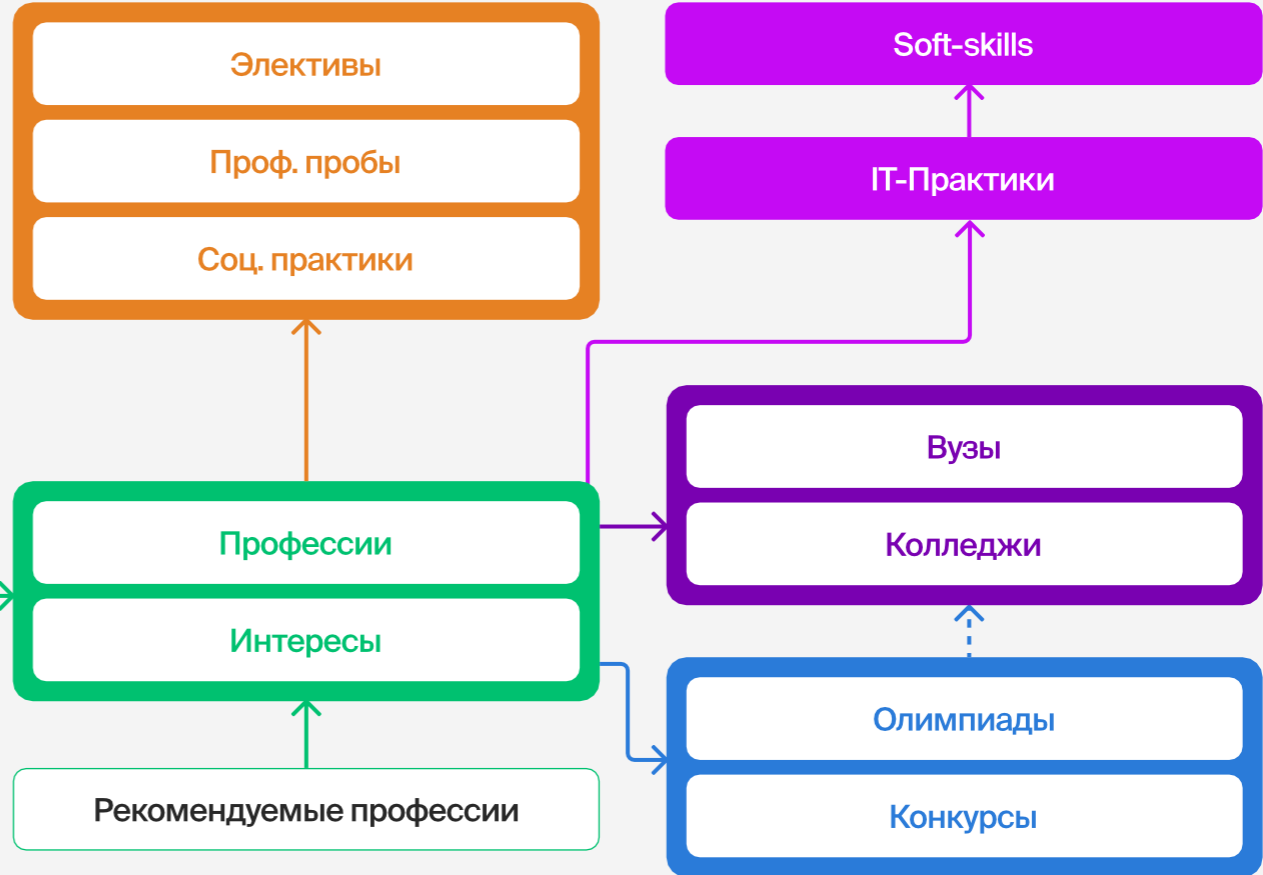 Элективы
Проф. пробы
Соц. практики
Soft-skills
IT-Практики
Профессии
Интересы
Вузы
Колледжи
Рекомендуемые профессии
Олимпиады
Конкурсы